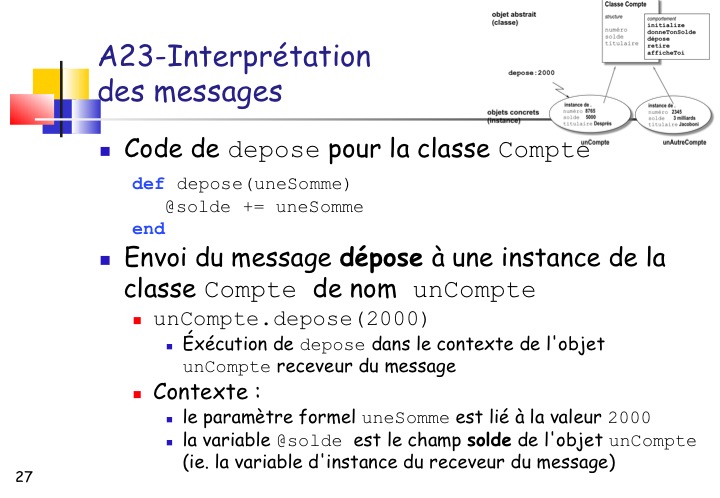 objet abstrait
(classe)
Classe Compte
structure
numéro
solde
titulaire
comportement
initialize
donneTonSolde
dépose
retire
afficheToi
depose:2000
objets concrets
(instance)
instance de .
numéro 8765
solde 5000
titulaire Després
instance de .
numéro 2345
solde 3 milliards
titulaire Jacoboni
unCompte
unAutreCompte
A23-Interprétation
des messages
Code de depose pour la classe Compte
def depose(uneSomme)
@solde += uneSomme
end
Envoi du message dépose à une instance de la
classe Compte de nom unCompte
unCompte.depose(2000)
Éxécution de depose dans le contexte de l'objet
unCompte receveur du message
Contexte :
le paramètre formel uneSomme est lié à la valeur 2000
la variable @solde est le champ solde de l'objet unCompte
(ie. la variable d'instance du receveur du message)
27